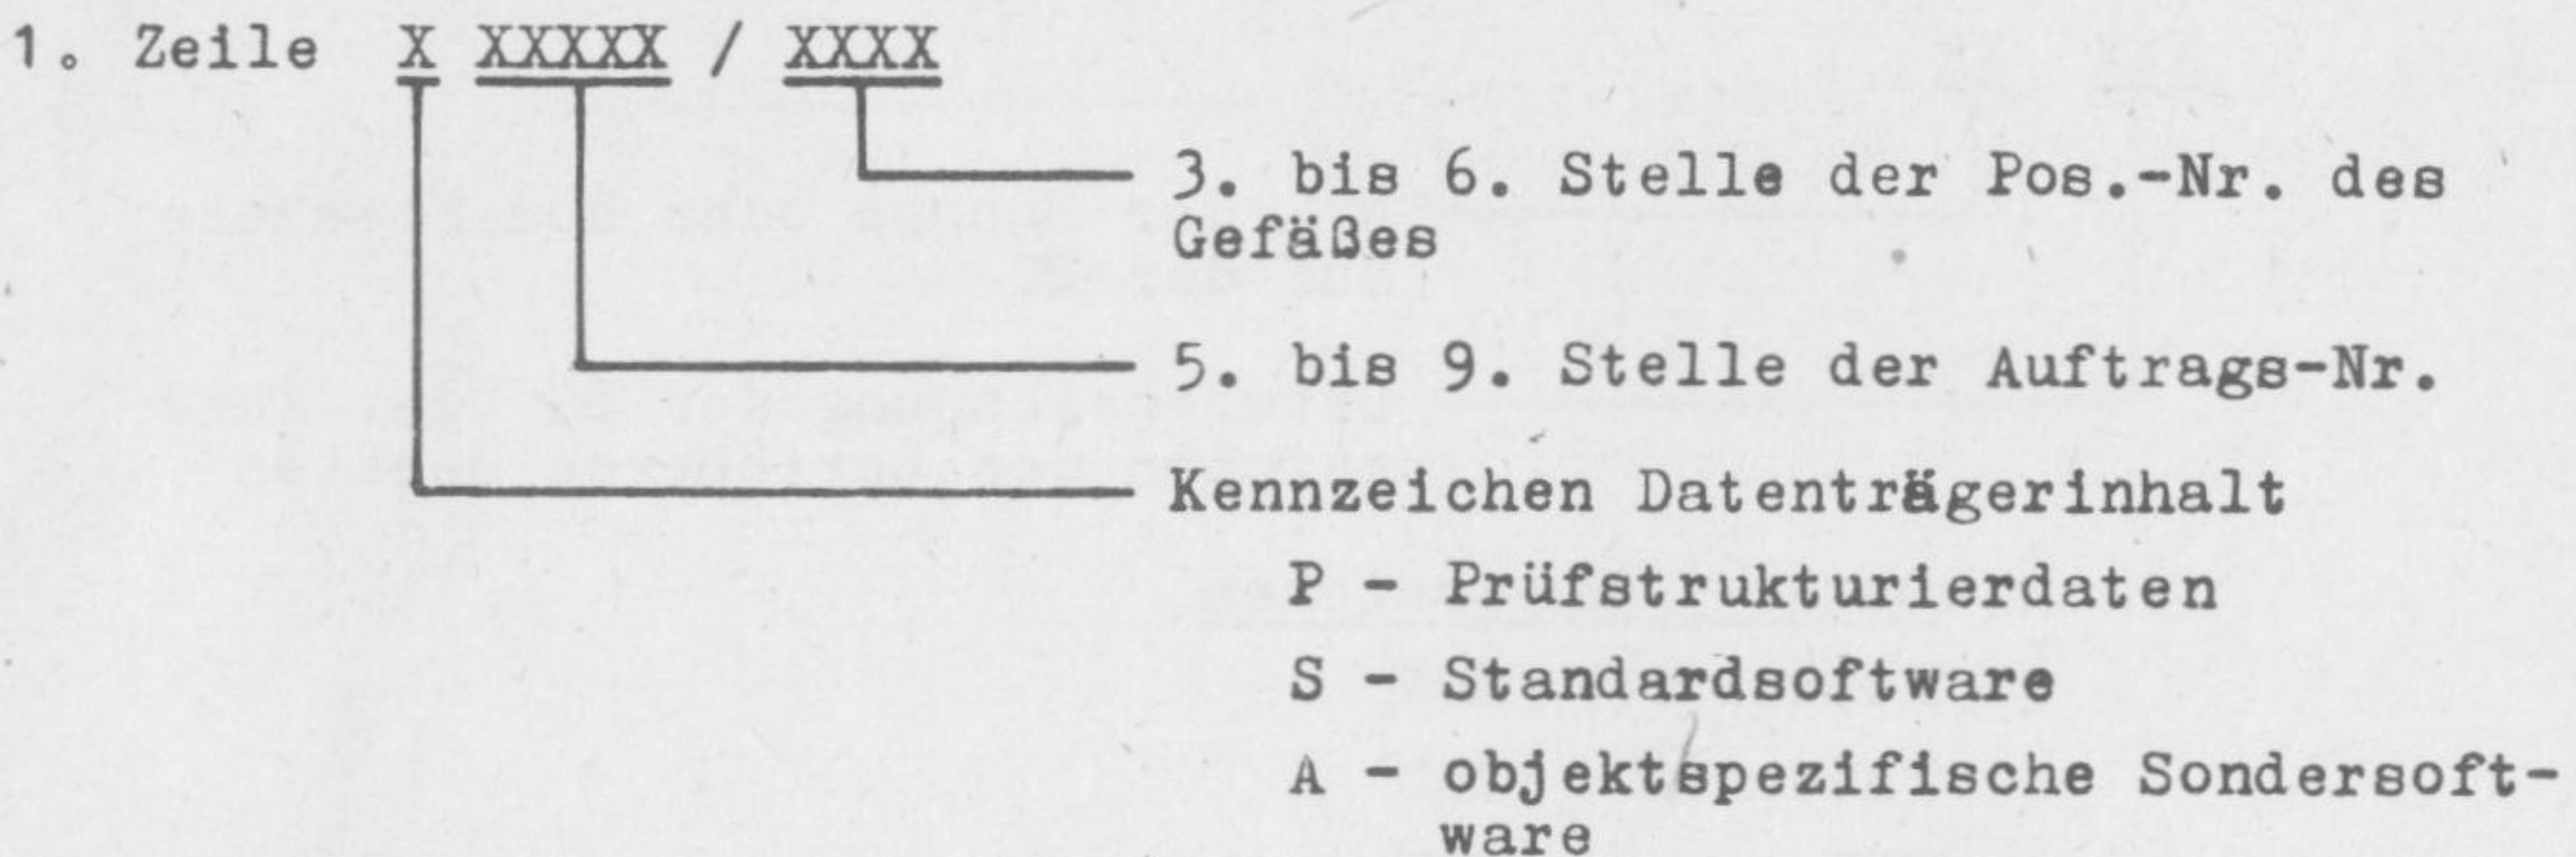 1. Zeile X XXXXX / XXXX
3. bis 6. Stelle der Pos.-Nr. des
Gefäßes
5. bis 9. Stelle der Auftrags-Nr.
Kennzeichen Datenträgerinhalt
P - Prüfstrukturierdaten
S - Standardsoftware
A - objektspezifische Sondersoft-
ware